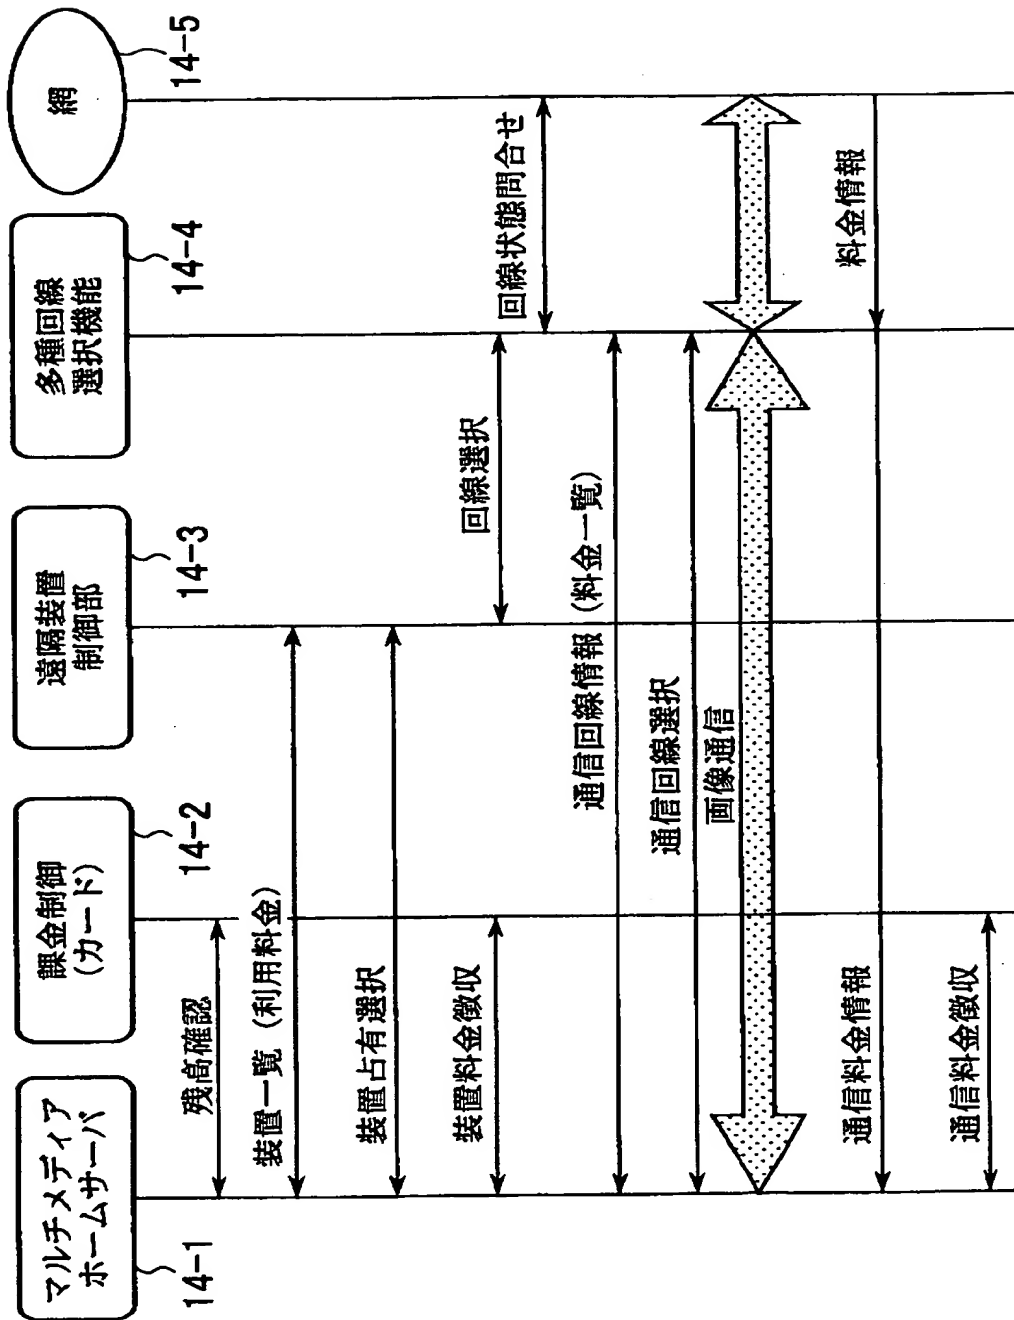 マルチメディア
ホームサーバ
14-1
課金制御
(カード)
14-2
遠隔装置
制御部
14-3
多種回線
選択機能
14-4
網
14-5
残高確認
装置一覧(利用料金)
装置占有選択
装置料金徴収
回線選択
回線状態問合せ
通信回線情報(料金一覧)
通信回線選択
画像通信
通信料金情報
料金情報
通信料金徴収